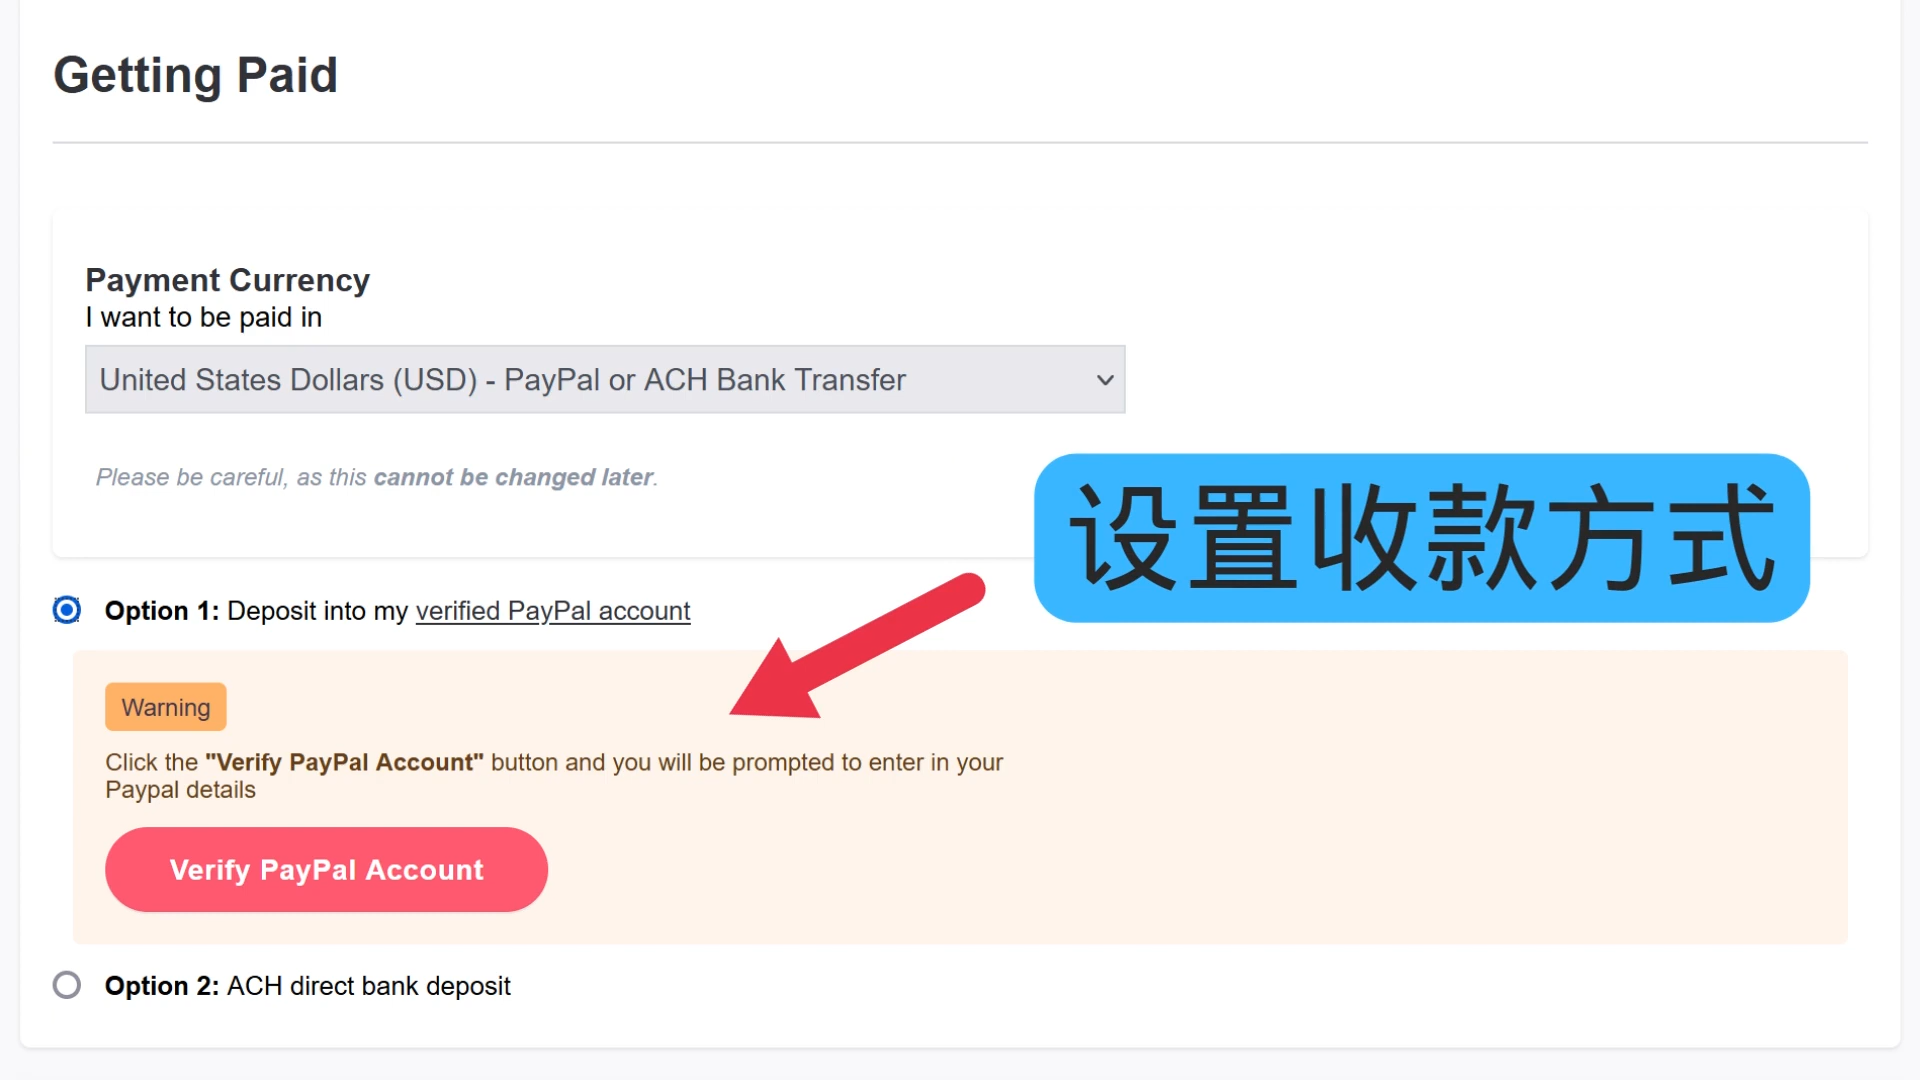 Getting Paid
Payment Currency
I want to be paid in
United States Dollars (USD) - PayPal or ACH Bank Transfer
Please be careful, as this cannot be changed later.
设置收款方式
Option 1: Deposit into my verified PayPal account
Warning
Click the "Verify PayPal Account" button and you will be prompted to enter in your
Paypal details
Verify PayPal Account
Option 2: ACH direct bank deposit